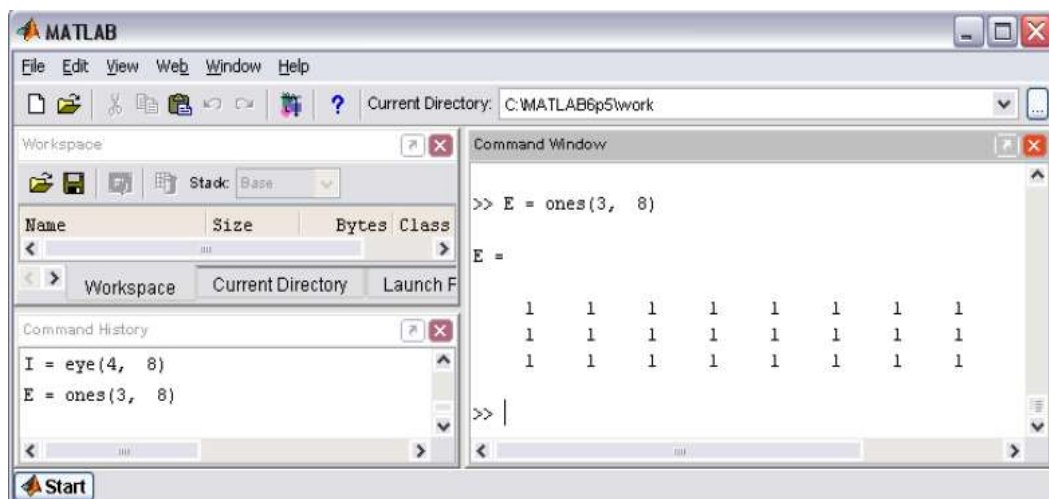 MATLAB
File Edit View Web Window Help
? Current Directory: C:\MATLAB6p5\work ...
Workspace
Stack: Base
Name Size Bytes Class
Workspace Current Directory Launch F
Command History
I = eye(4, 8)
E = ones(3, 8)
Command Window
>> E = ones(3, 8)
E =
1 1 1 1 1 1 1 1
1 1 1 1 1 1 1 1
1 1 1 1 1 1 1 1
>>
Start